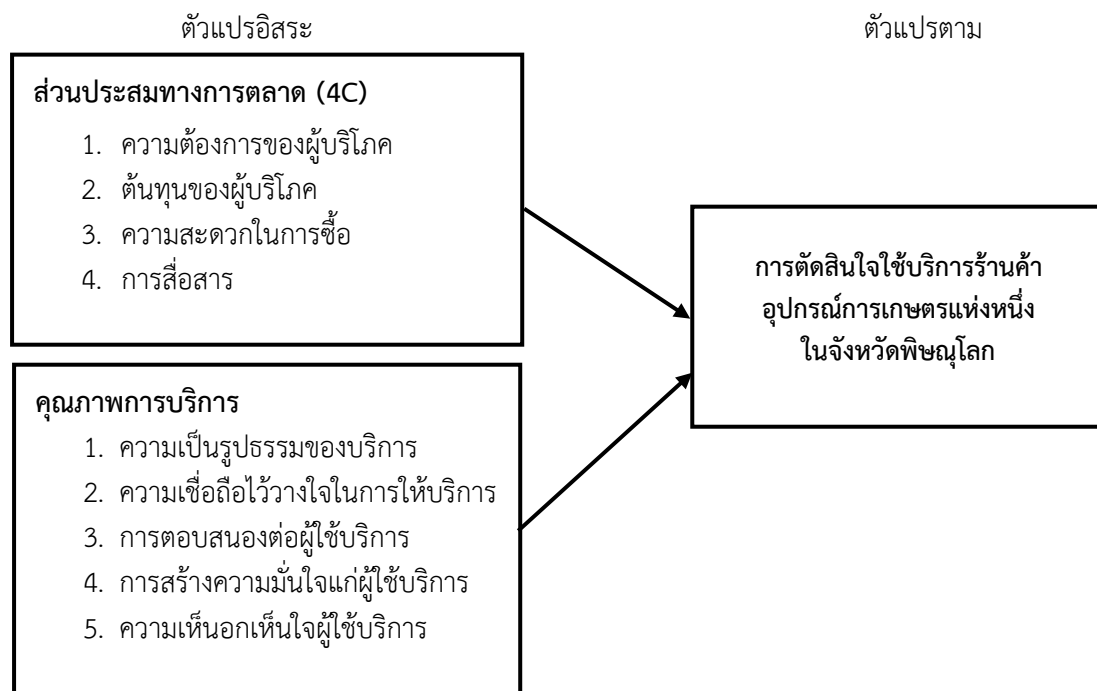 ตัวแปรอิสระ
ตัวแปรตาม
ส่วนประสมทางการตลาด (4C)
1. ความต้องการของผู้บริโภค
2. ต้นทุนของผู้บริโภค
3. ความสะดวกในการซื้อ
4. การสื่อสาร
การตัดสินใจใช้บริการร้านค้า
อุปกรณ์การเกษตรแห่งหนึ่ง
ในจังหวัดพิษณุโลก
คุณภาพการบริการ
1. ความเป็นรูปธรรมของบริการ
2. ความเชื่อถือไว้วางใจในการให้บริการ
3. การตอบสนองต่อผู้ใช้บริการ
4. การสร้างความมั่นใจแก่ผู้ใช้บริการ
5. ความเห็นอกเห็นใจผู้ใช้บริการ